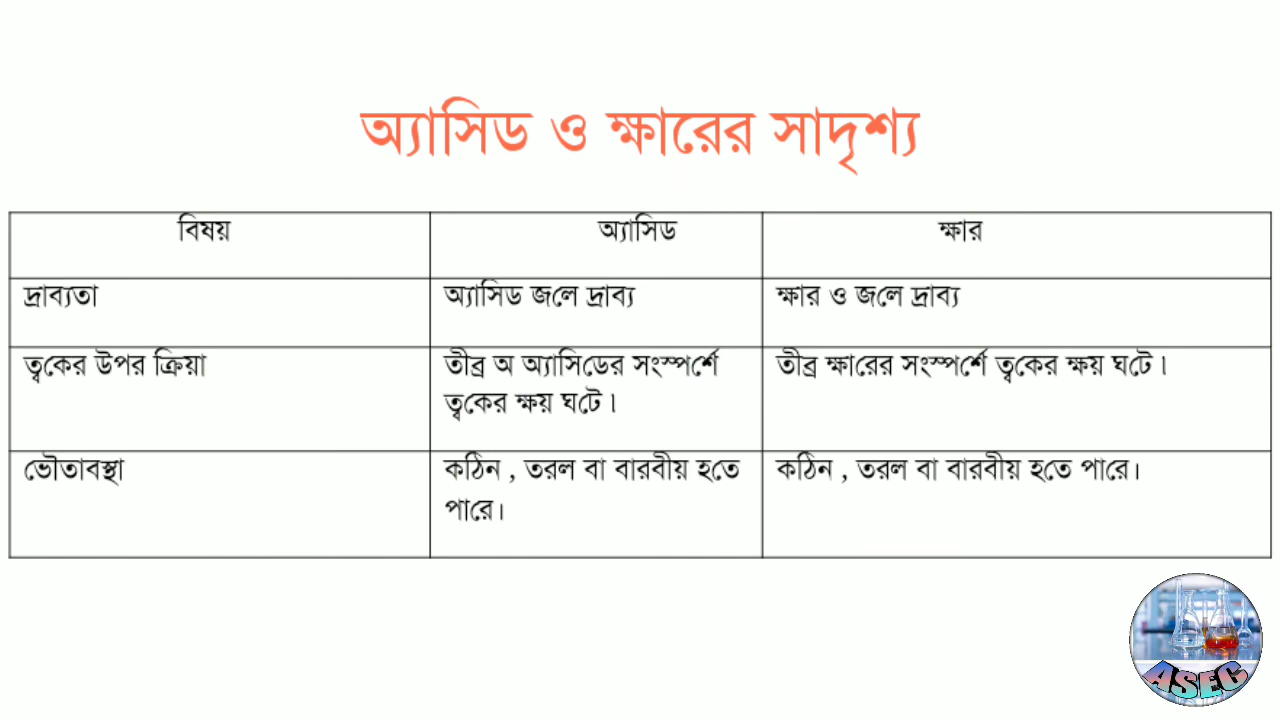 অ্যাসিড ও ক্ষারের সাদৃশ্য
বিষয় অ্যাসিড ক্ষার
দ্রাব্যতা অ্যাসিড জলে দ্রাব্য ক্ষার ও জলে দ্রাব্য
ত্বকের উপর ক্রিয়া তীব্র অ অ্যাসিডের সংস্পর্শে তীব্র ক্ষারের সংস্পর্শে ত্বকের ক্ষয় ঘটে।
ত্বকের ক্ষয় ঘটে।
ভৌতাবস্থা কঠিন , তরল বা বারবীয় হতে কঠিন , তরল বা বারবীয় হতে পারে।
পারে।
ASEC